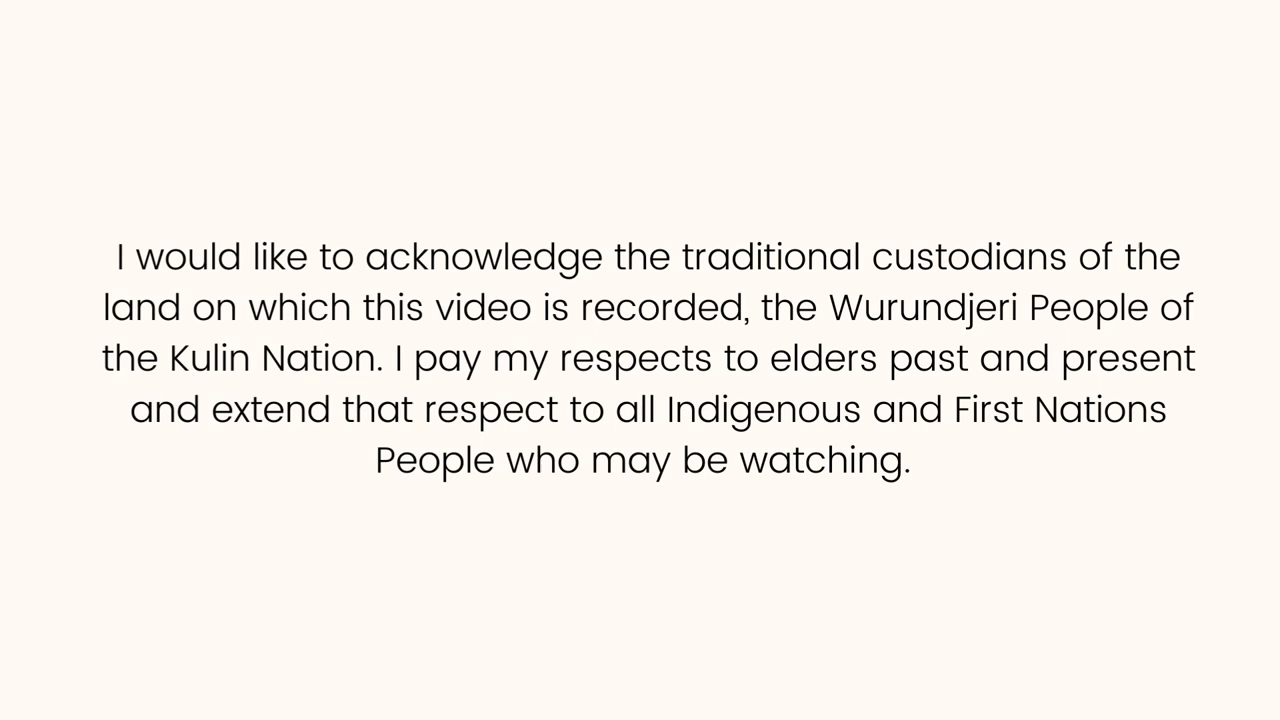 I would like to acknowledge the traditional custodians of the
land on which this video is recorded, the Wurundjeri People of
the Kulin Nation. I pay my respects to elders past and present
and extend that respect to all Indigenous and First Nations
People who may be watching.